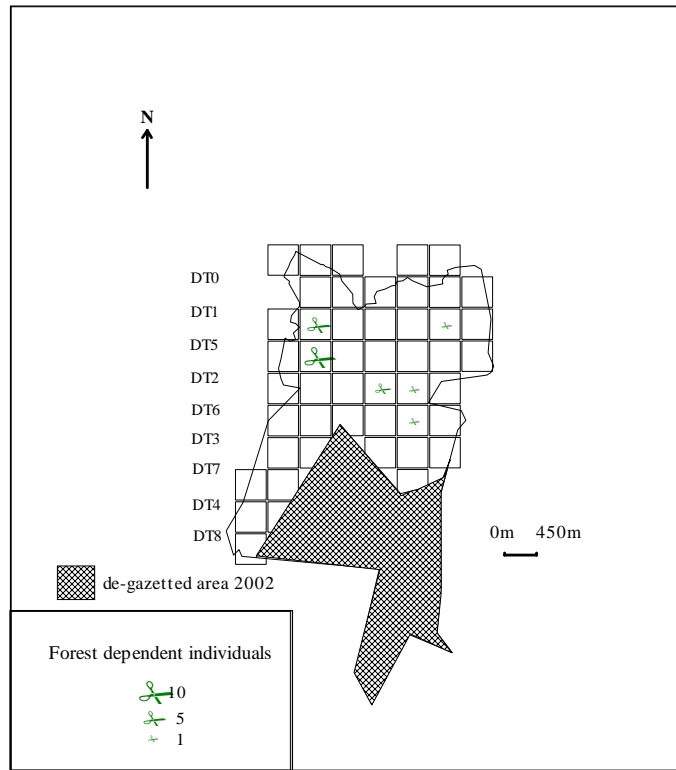 N
DT0
DT1
DT5
DT2
DT6
DT3
DT7
DT4
DT8
0m 450m
de-gazetted area 2002
Forest dependent individuals
10
5
1